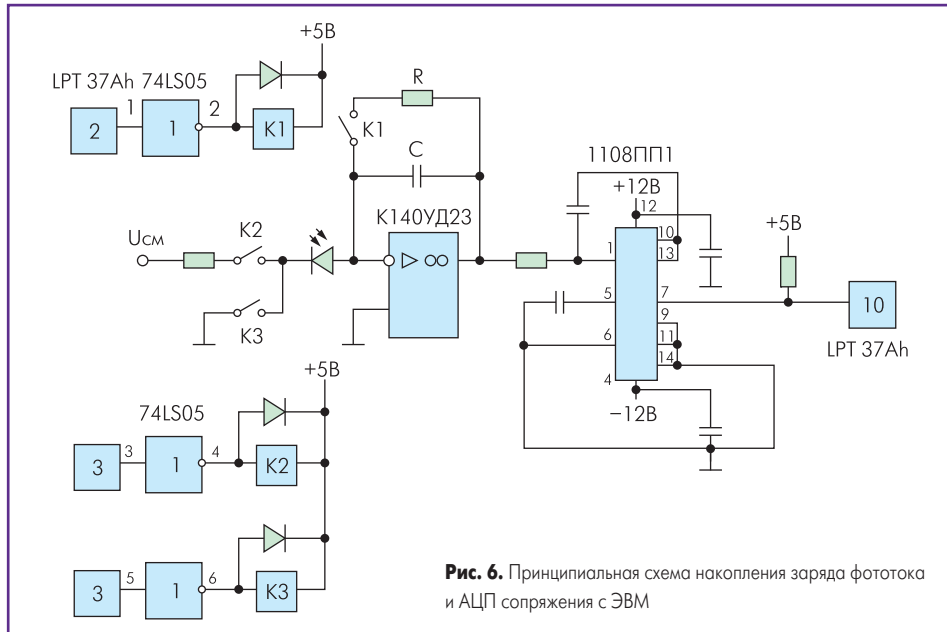 +5В
LPT 37Ah 74LS05
2
1
1
2
K1
R
K1
C
1108ПП1
+12В
12
К140УД23
Uсм
K2
K3
▷ ∞
1
5
6
4
10
13
7
9
11
14
−12В
+5В
10
LPT 37Ah
+5В
74LS05
3
3
1
4
K2
3
5
1
6
K3
Рис. 6. Принципиальная схема накопления заряда фототока
и АЦП сопряжения с ЭВМ